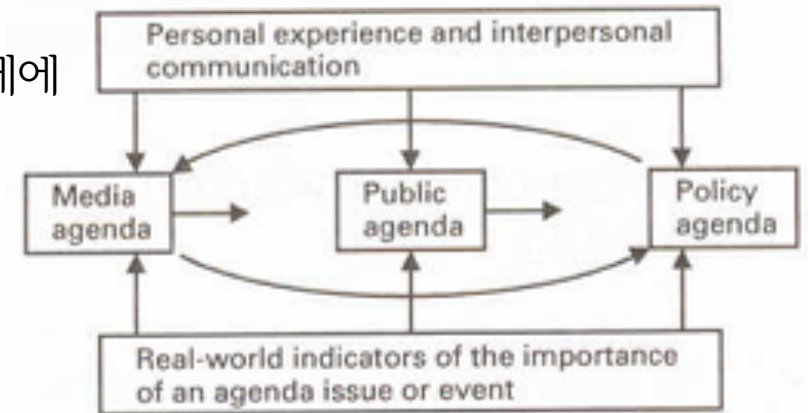 Personal experience and interpersonal
communication
에
Media
agenda
Public
agenda
Policy
agenda
Real-world indicators of the importance
of an agenda issue or event